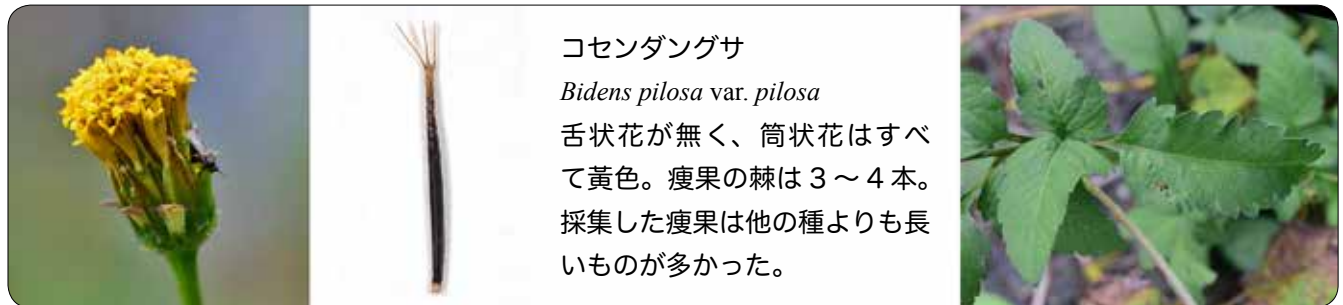 コセンダングサ
Bidens pilosa var. pilosa
舌状花が無く、筒状花はすべ
て黃色。痩果の棘は 3 〜 4 本。
採集した痩果は他の種よりも長
いものが多かった。